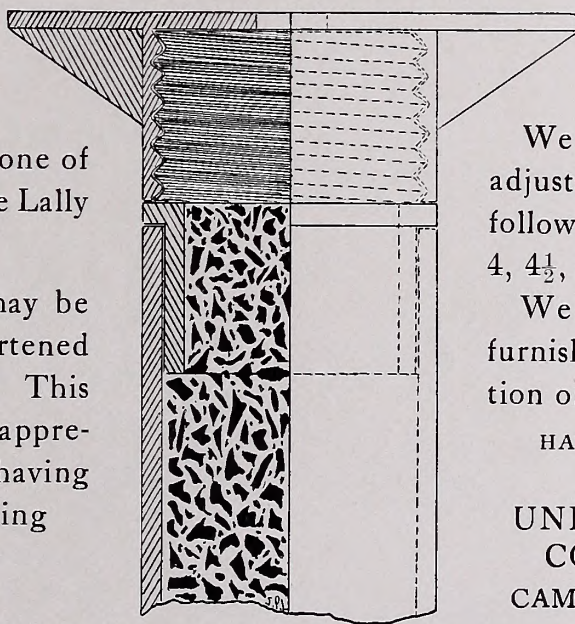 one of
e Lally
may be
rtened
This
appre-
having
ing
We
adjust
follow
4, 4½,
We
furnish
tion o
HA
UNI
CO
CAM